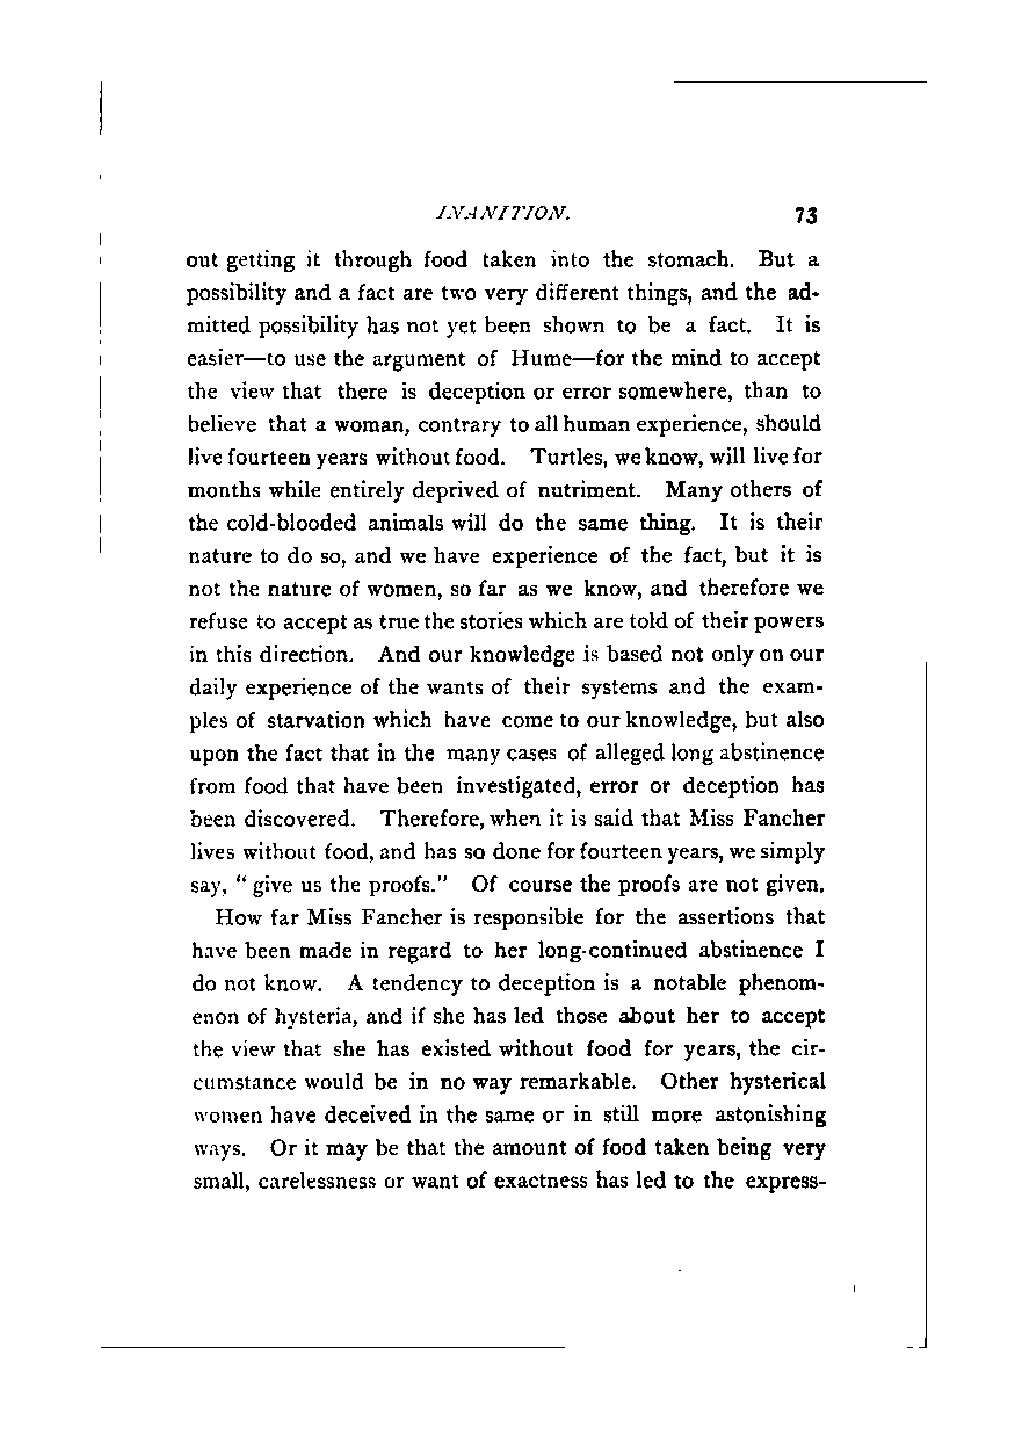 INANITION. 73
out getting it through food taken into the stomach. But a
possibility and a fact are two very different things, and the ad-
mitted possibility has not yet been shown to be a fact. It is
easier—to use the argument of Hume—for the mind to accept
the view that there is deception or error somewhere, than to
believe that a woman, contrary to all human experience, should
live fourteen years without food. Turtles, we know, will live for
months while entirely deprived of nutriment. Many others of
the cold-blooded animals will do the same thing. It is their
nature to do so, and we have experience of the fact, but it is
not the nature of women, so far as we know, and therefore we
refuse to accept as true the stories which are told of their powers
in this direction. And our knowledge is based not only on our
daily experience of the wants of their systems and the exam-
ples of starvation which have come to our knowledge, but also
upon the fact that in the many cases of alleged long abstinence
from food that have been investigated, error or deception has
been discovered. Therefore, when it is said that Miss Fancher
lives without food, and has so done for fourteen years, we simply
say, “ give us the proofs.” Of course the proofs are not given.
How far Miss Fancher is responsible for the assertions that
have been made in regard to her long-continued abstinence I
do not know. A tendency to deception is a notable phenom-
enon of hysteria, and if she has led those about her to accept
the view that she has existed without food for years, the cir-
cumstance would be in no way remarkable. Other hysterical
women have deceived in the same or in still more astonishing
ways. Or it may be that the amount of food taken being very
small, carelessness or want of exactness has led to the express-